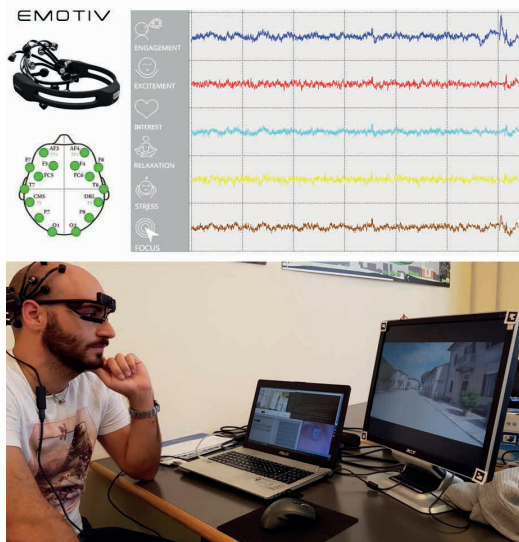 EMOTIV
ENGAGEMENT
EXCITEMENT
INTEREST
RELAXATION
STRESS
FOCUS
AF3 AF4
F7 F3 F4 F8
FC5 FC6
T7 T8
CMS DRL
P7 P8
O1 O2
ASUS
acer